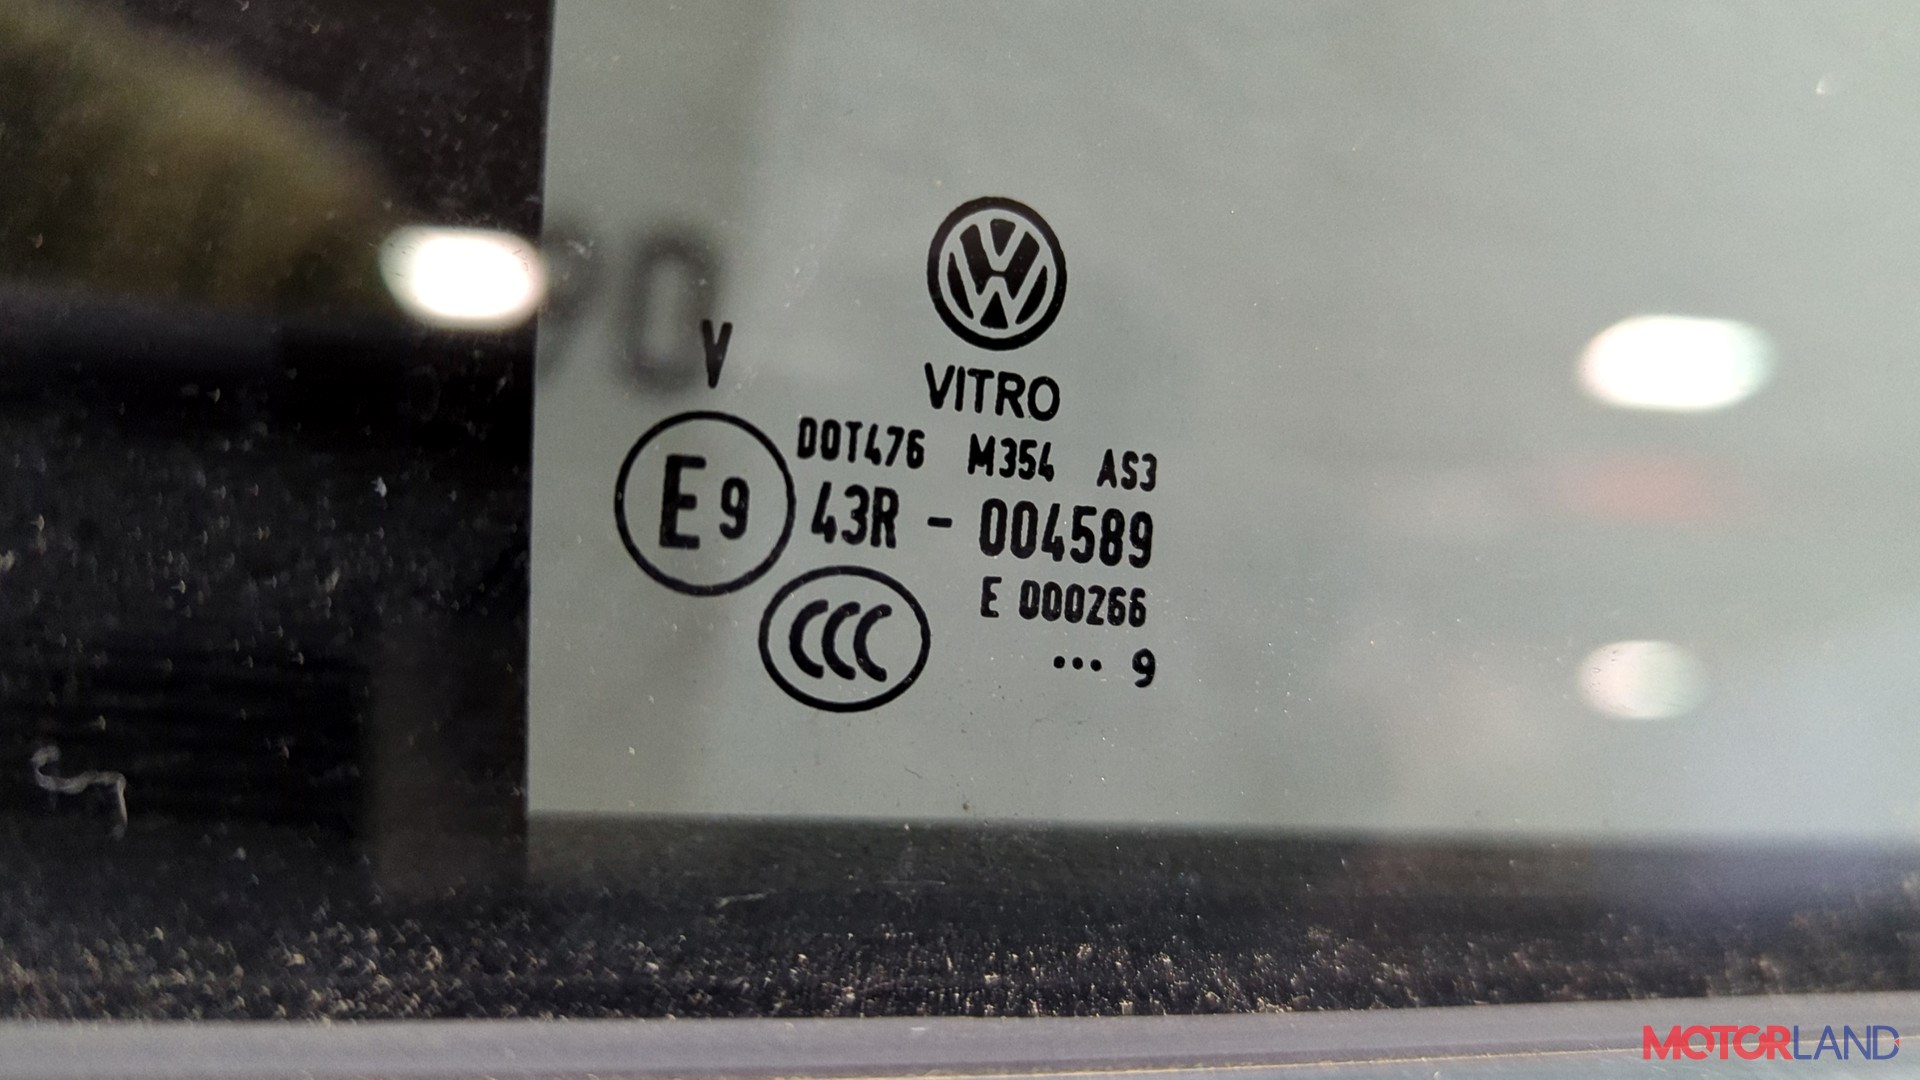 VITRO
V
DOT476 M354 AS3
E9 43R - 004589
E 000266
CCC
... 9
MOTORLAND